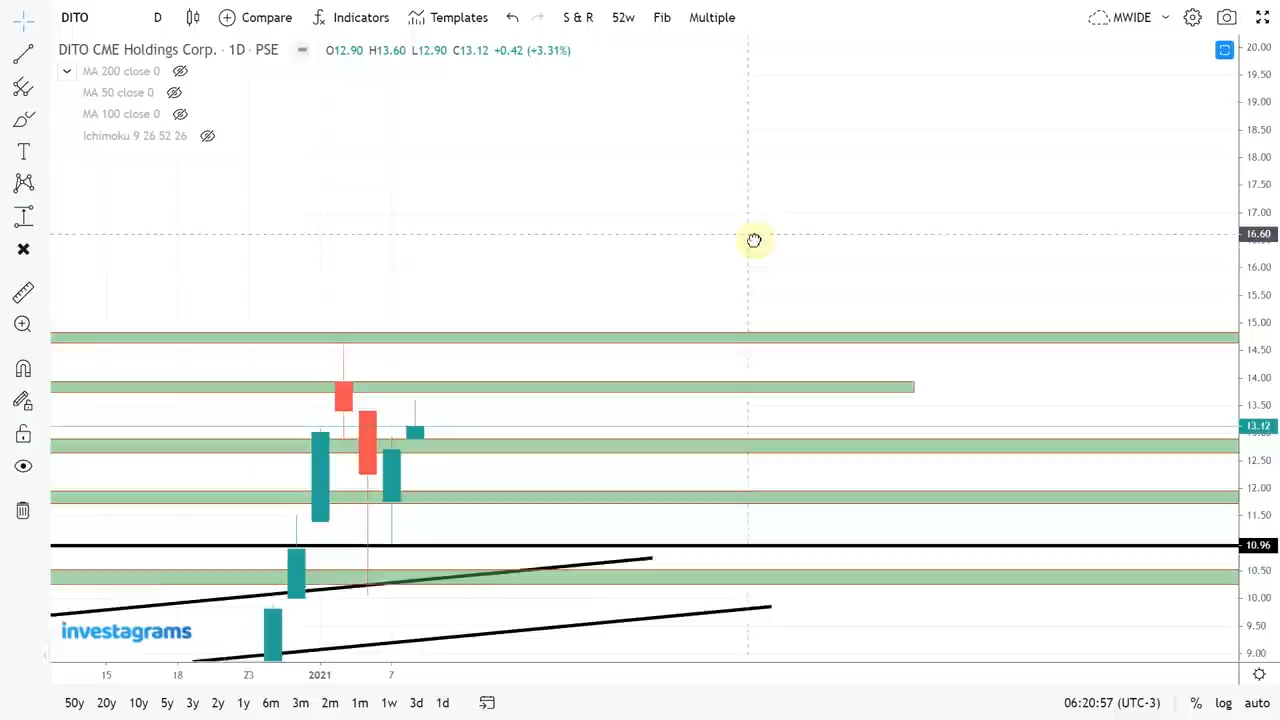 DITO D Compare Indicators Templates S & R 52w Fib Multiple MWIDE
DITO CME Holdings Corp. · 1D · PSE O12.90 H13.60 L12.90 C13.12 +0.42 (+3.31%)
MA 200 close 0
MA 50 close 0
MA 100 close 0
Ichimoku 9 26 52 26
20.00
19.50
19.00
18.50
18.00
17.50
17.00
16.60
16.00
15.50
15.00
14.50
14.00
13.50
13.12
12.50
12.00
11.50
10.96
10.50
10.00
9.50
9.00
investagrams
15 18 23 2021 7
50y 20y 10y 5y 3y 2y 1y 6m 3m 2m 1m 1w 3d 1d 06:20:57 (UTC-3) % log auto